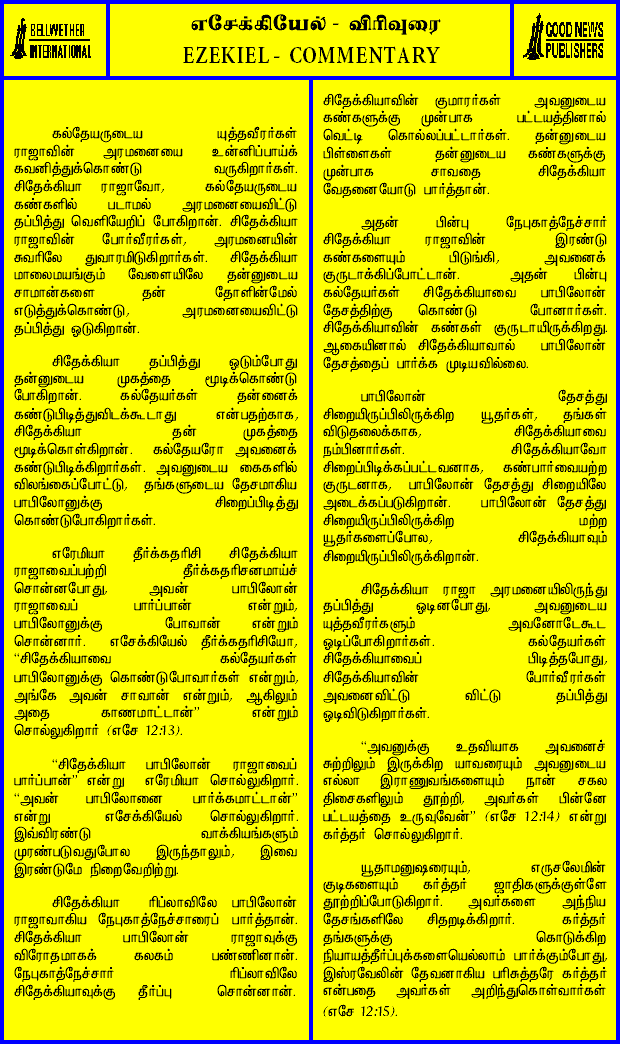 BELLWETHER
INTERNATIONAL
எசேக்கியேல் - விரிவுரை
EZEKIEL - COMMENTARY
GOOD NEWS
PUBLISHERS
கல்தேயருடைய யுத்தவீரர்கள்
ராஜாவின் அரமனையை உன்னிப்பாய்க்
கவனித்துக்கொண்டு வருகிறார்கள்.
சிதேக்கியா ராஜாவோ, கல்தேயருடைய
கண்களில் படாமல் அரமனையைவிட்டு
தப்பித்து வெளியேறிப் போகிறான். சிதேக்கியா
ராஜாவின் போர்வீரர்கள், அரமனையின்
சுவரிலே துவாரமிடுகிறார்கள். சிதேக்கியா
மாலைமயங்கும் வேளையிலே தன்னுடைய
சாமான்களை தன் தோளின்மேல்
எடுத்துக்கொண்டு, அரமனையைவிட்டு
தப்பித்து ஓடுகிறான்.
சிதேக்கியா தப்பித்து ஓடும்போது
தன்னுடைய முகத்தை மூடிக்கொண்டு
போகிறான். கல்தேயர்கள் தன்னைக்
கண்டுபிடித்துவிடக்கூடாது என்பதற்காக,
சிதேக்கியா தன் முகத்தை
மூடிக்கொள்கிறான். கல்தேயரோ அவனைக்
கண்டுபிடிக்கிறார்கள். அவனுடைய கைகளில்
விலங்கைப்போட்டு, தங்களுடைய தேசமாகிய
பாபிலோனுக்கு சிறைப்பிடித்து
கொண்டுபோகிறார்கள்.
எரேமியா தீர்க்கதரிசி சிதேக்கியா
ராஜாவைப்பற்றி தீர்க்கதரிசனமாய்ச்
சொன்னபோது, அவன் பாபிலோன்
ராஜாவைப் பார்ப்பான் என்றும்,
பாபிலோனுக்கு போவான் என்றும்
சொன்னார். எசேக்கியேல் தீர்க்கதரிசியோ,
“சிதேக்கியாவை கல்தேயர்கள்
பாபிலோனுக்கு கொண்டுபோவார்கள் என்றும்,
அங்கே அவன் சாவான் என்றும், ஆகிலும்
அதை காணமாட்டான்” என்றும்
சொல்லுகிறார் (எசே 12:13).
“சிதேக்கியா பாபிலோன் ராஜாவைப்
பார்ப்பான்” என்று எரேமியா சொல்லுகிறார்.
“அவன் பாபிலோனை பார்க்கமாட்டான்”
என்று எசேக்கியேல் சொல்லுகிறார்.
இவ்விரண்டு வாக்கியங்களும்
முரண்படுவதுபோல இருந்தாலும், இவை
இரண்டுமே நிறைவேறிற்று.
சிதேக்கியா ரிப்லாவிலே பாபிலோன்
ராஜாவாகிய நேபுகாத்நேச்சாரைப் பார்த்தான்.
சிதேக்கியா பாபிலோன் ராஜாவுக்கு
விரோதமாகக் கலகம் பண்ணினான்.
நேபுகாத்நேச்சார் ரிப்லாவிலே
சிதேக்கியாவுக்கு தீர்ப்பு சொன்னான்.
சிதேக்கியாவின் குமாரர்கள் அவனுடைய
கண்களுக்கு முன்பாக பட்டயத்தினால்
வெட்டி கொல்லப்பட்டார்கள். தன்னுடைய
பிள்ளைகள் தன்னுடைய கண்களுக்கு
முன்பாக சாவதை சிதேக்கியா
வேதனையோடு பார்த்தான்.
அதன் பின்பு நேபுகாத்நேச்சார்
சிதேக்கியா ராஜாவின் இரண்டு
கண்களையும் பிடுங்கி, அவனைக்
குருடாக்கிப்போட்டான். அதன் பின்பு
கல்தேயர்கள் சிதேக்கியாவை பாபிலோன்
தேசத்திற்கு கொண்டு போனார்கள்.
சிதேக்கியாவின் கண்கள் குருடாயிருக்கிறது.
ஆகையினால் சிதேக்கியாவால் பாபிலோன்
தேசத்தைப் பார்க்க முடியவில்லை.
பாபிலோன் தேசத்து
சிறையிருப்பிலிருக்கிற யூதர்கள், தங்கள்
விடுதலைக்காக, சிதேக்கியாவை
நம்பினார்கள். சிதேக்கியாவோ
சிறைப்பிடிக்கப்பட்டவனாக, கண்பார்வையற்ற
குருடனாக, பாபிலோன் தேசத்து சிறையிலே
அடைக்கப்படுகிறான். பாபிலோன் தேசத்து
சிறையிருப்பிலிருக்கிற மற்ற
யூதர்களைப்போல, சிதேக்கியாவும்
சிறையிருப்பிலிருக்கிறான்.
சிதேக்கியா ராஜா அரமனையிலிருந்து
தப்பித்து ஓடினபோது, அவனுடைய
யுத்தவீரர்களும் அவனோடேகூட
ஓடிப்போகிறார்கள். கல்தேயர்கள்
சிதேக்கியாவைப் பிடித்தபோது,
சிதேக்கியாவின் போர்வீரர்கள்
அவனைவிட்டு விட்டு தப்பித்து
ஓடிவிடுகிறார்கள்.
“அவனுக்கு உதவியாக அவனைச்
சுற்றிலும் இருக்கிற யாவரையும் அவனுடைய
எல்லா இராணுவங்களையும் நான் சகல
திசைகளிலும் தூற்றி, அவர்கள் பின்னே
பட்டயத்தை உருவுவேன்” (எசே 12:14) என்று
கர்த்தர் சொல்லுகிறார்.
யூதாமனுஷரையும், எருசலேமின்
குடிகளையும் கர்த்தர் ஜாதிகளுக்குள்ளே
தூற்றிப்போடுகிறார். அவர்களை அந்நிய
தேசங்களிலே சிதறடிக்கிறார். கர்த்தர்
தங்களுக்கு கொடுக்கிற
நியாயத்தீர்ப்புக்களையெல்லாம் பார்க்கும்போது,
இஸ்ரவேலின் தேவனாகிய பரிசுத்தரே கர்த்தர்
என்பதை அவர்கள் அறிந்துகொள்வார்கள்
(எசே 12:15).